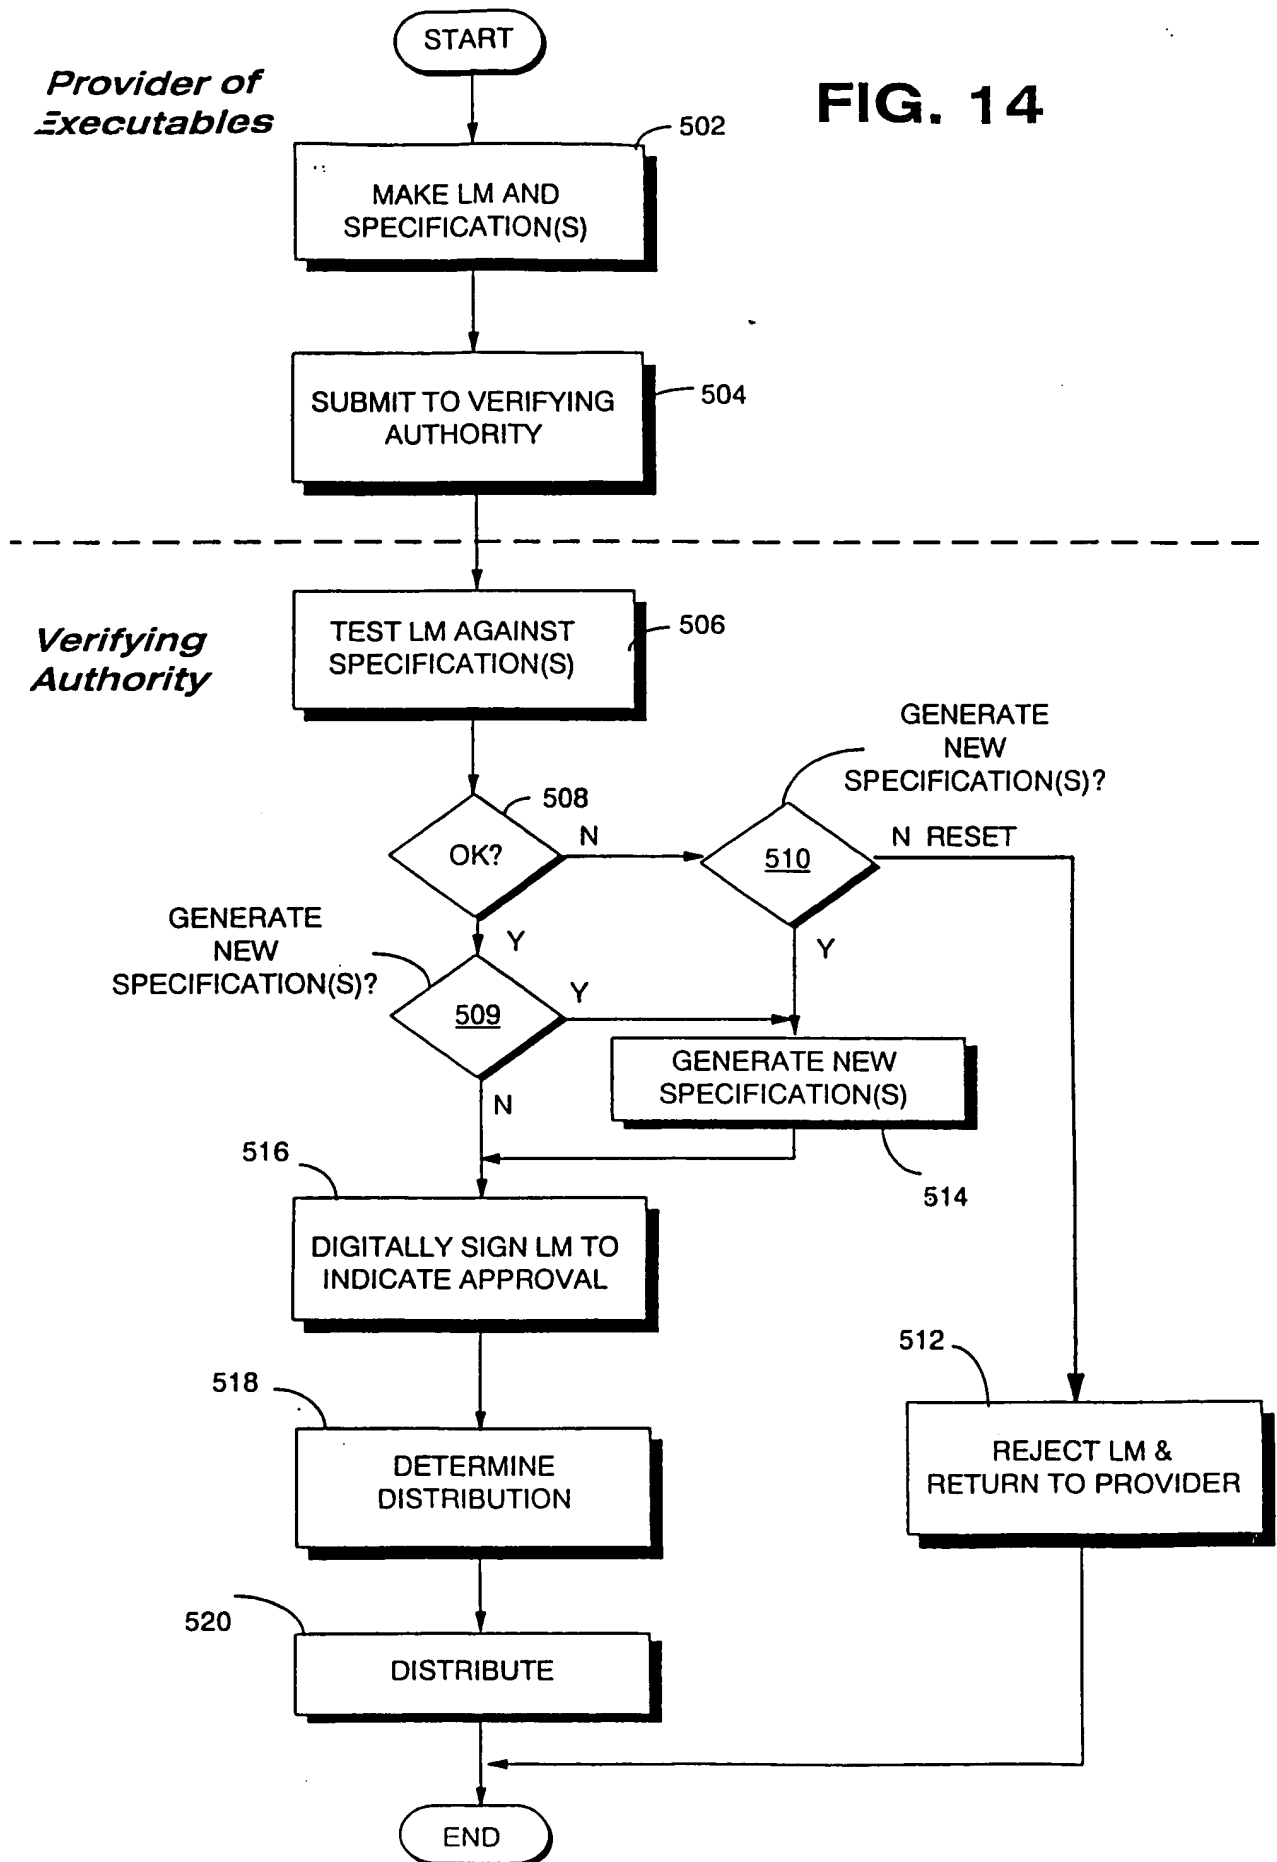 START
Provider of
Executables
FIG. 14
502
MAKE LM AND
SPECIFICATION(S)
504
SUBMIT TO VERIFYING
AUTHORITY
Verifying
Authority
506
TEST LM AGAINST
SPECIFICATION(S)
GENERATE
NEW
SPECIFICATION(S)?
508
OK?
N
510
N RESET
Y
GENERATE
NEW
SPECIFICATION(S)?
Y
509
Y
N
GENERATE NEW
SPECIFICATION(S)
514
516
DIGITALLY SIGN LM TO
INDICATE APPROVAL
518
DETERMINE
DISTRIBUTION
512
REJECT LM &
RETURN TO PROVIDER
520
DISTRIBUTE
END